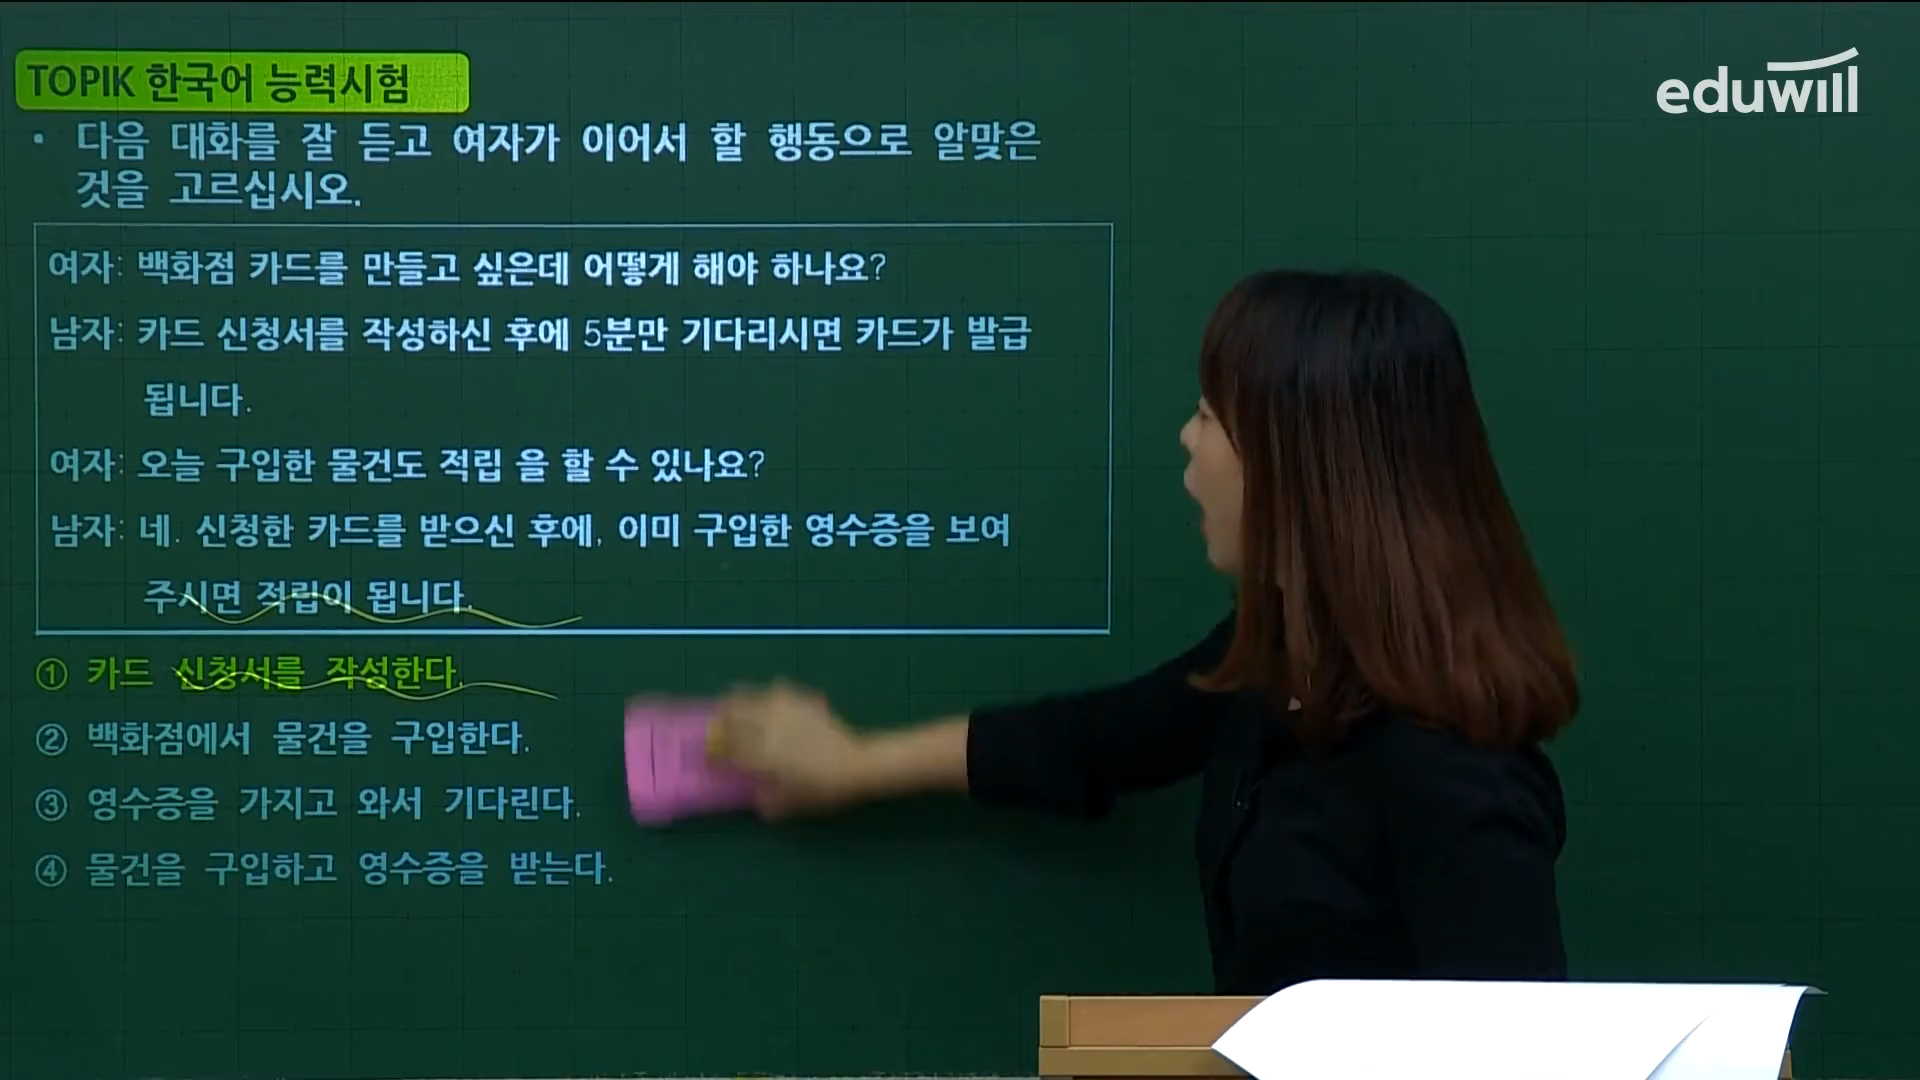 TOPIK 한국어 능력시험
eduwill
• 다음 대화를 잘 듣고 여자가 이어서 할 행동으로 알맞은
것을 고르십시오.
여자: 백화점 카드를 만들고 싶은데 어떻게 해야 하나요?
남자: 카드 신청서를 작성하신 후에 5분만 기다리시면 카드가 발급
됩니다.
여자: 오늘 구입한 물건도 적립 을 할 수 있나요?
남자: 네. 신청한 카드를 받으신 후에, 이미 구입한 영수증을 보여
주시면 적립이 됩니다.
① 카드 신청서를 작성한다.
② 백화점에서 물건을 구입한다.
③ 영수증을 가지고 와서 기다린다.
④ 물건을 구입하고 영수증을 받는다.